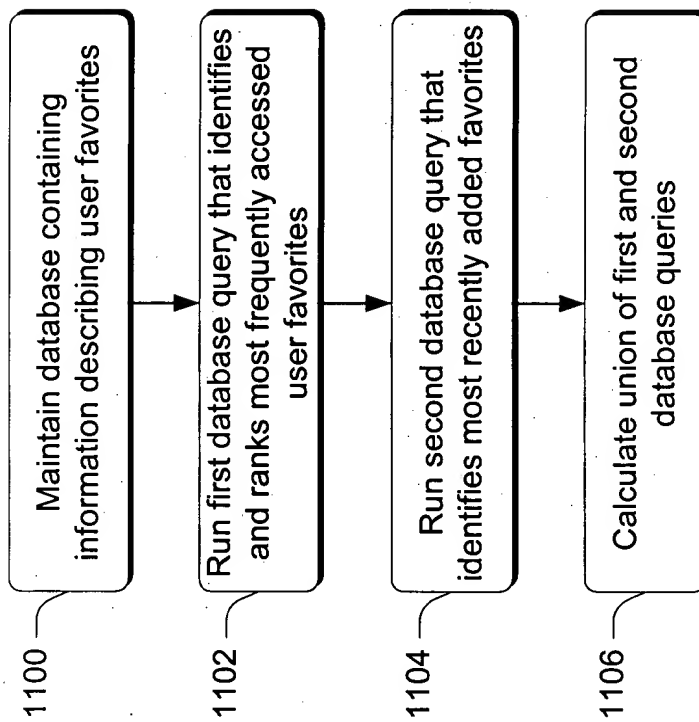 1100
Maintain database containing
information describing user favorites
1102
Run first database query that identifies
and ranks most frequently accessed
user favorites
1104
Run second database query that
identifies most recently added favorites
1106
Calculate union of first and second
database queries